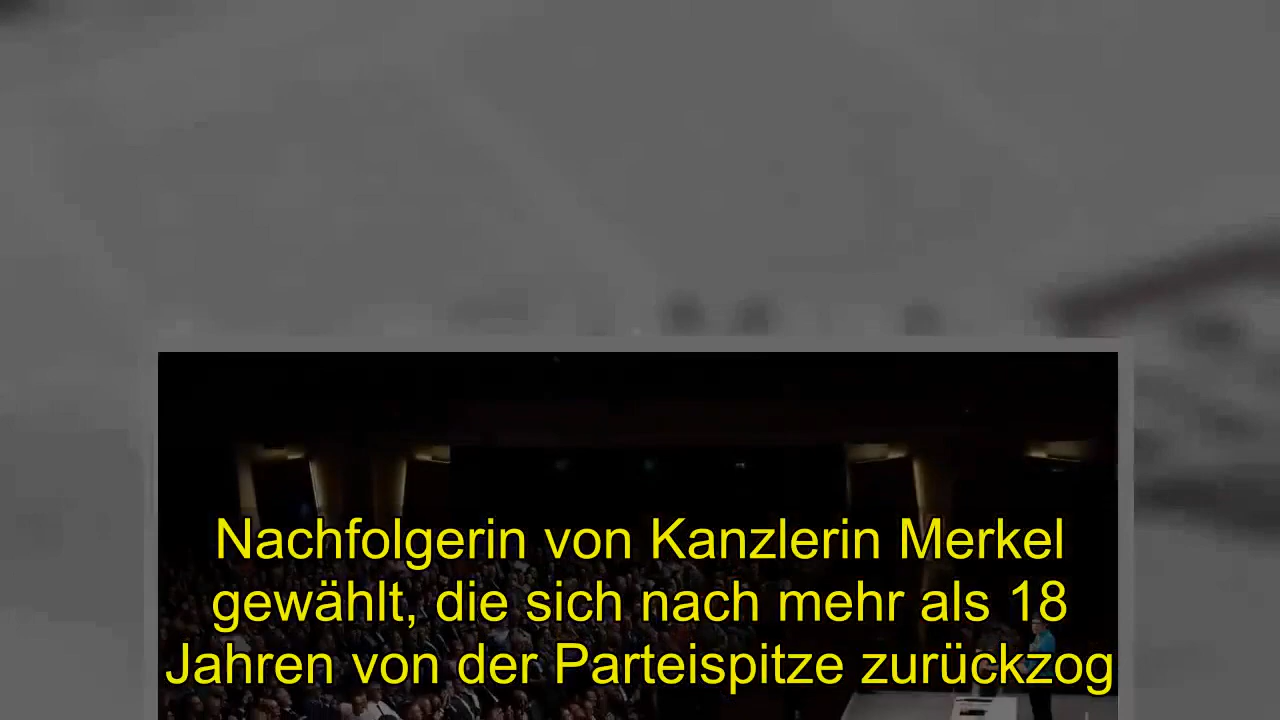 Nachfolgerin von Kanzlerin Merkel
gewählt, die sich nach mehr als 18
Jahren von der Parteispitze zurückzog